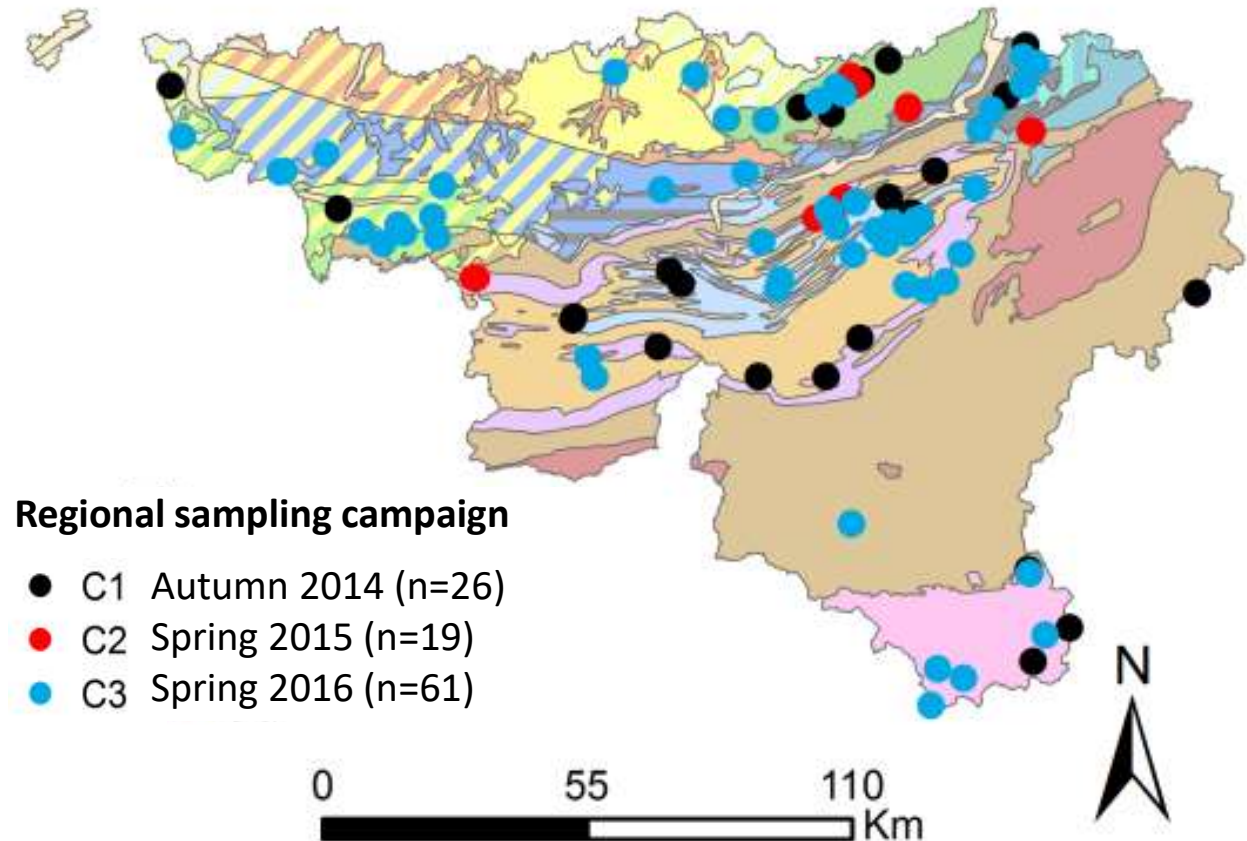 Regional sampling campaign
C1 Autumn 2014 (n=26)
C2 Spring 2015 (n=19)
C3 Spring 2016 (n=61)
N
0 55 110
Km